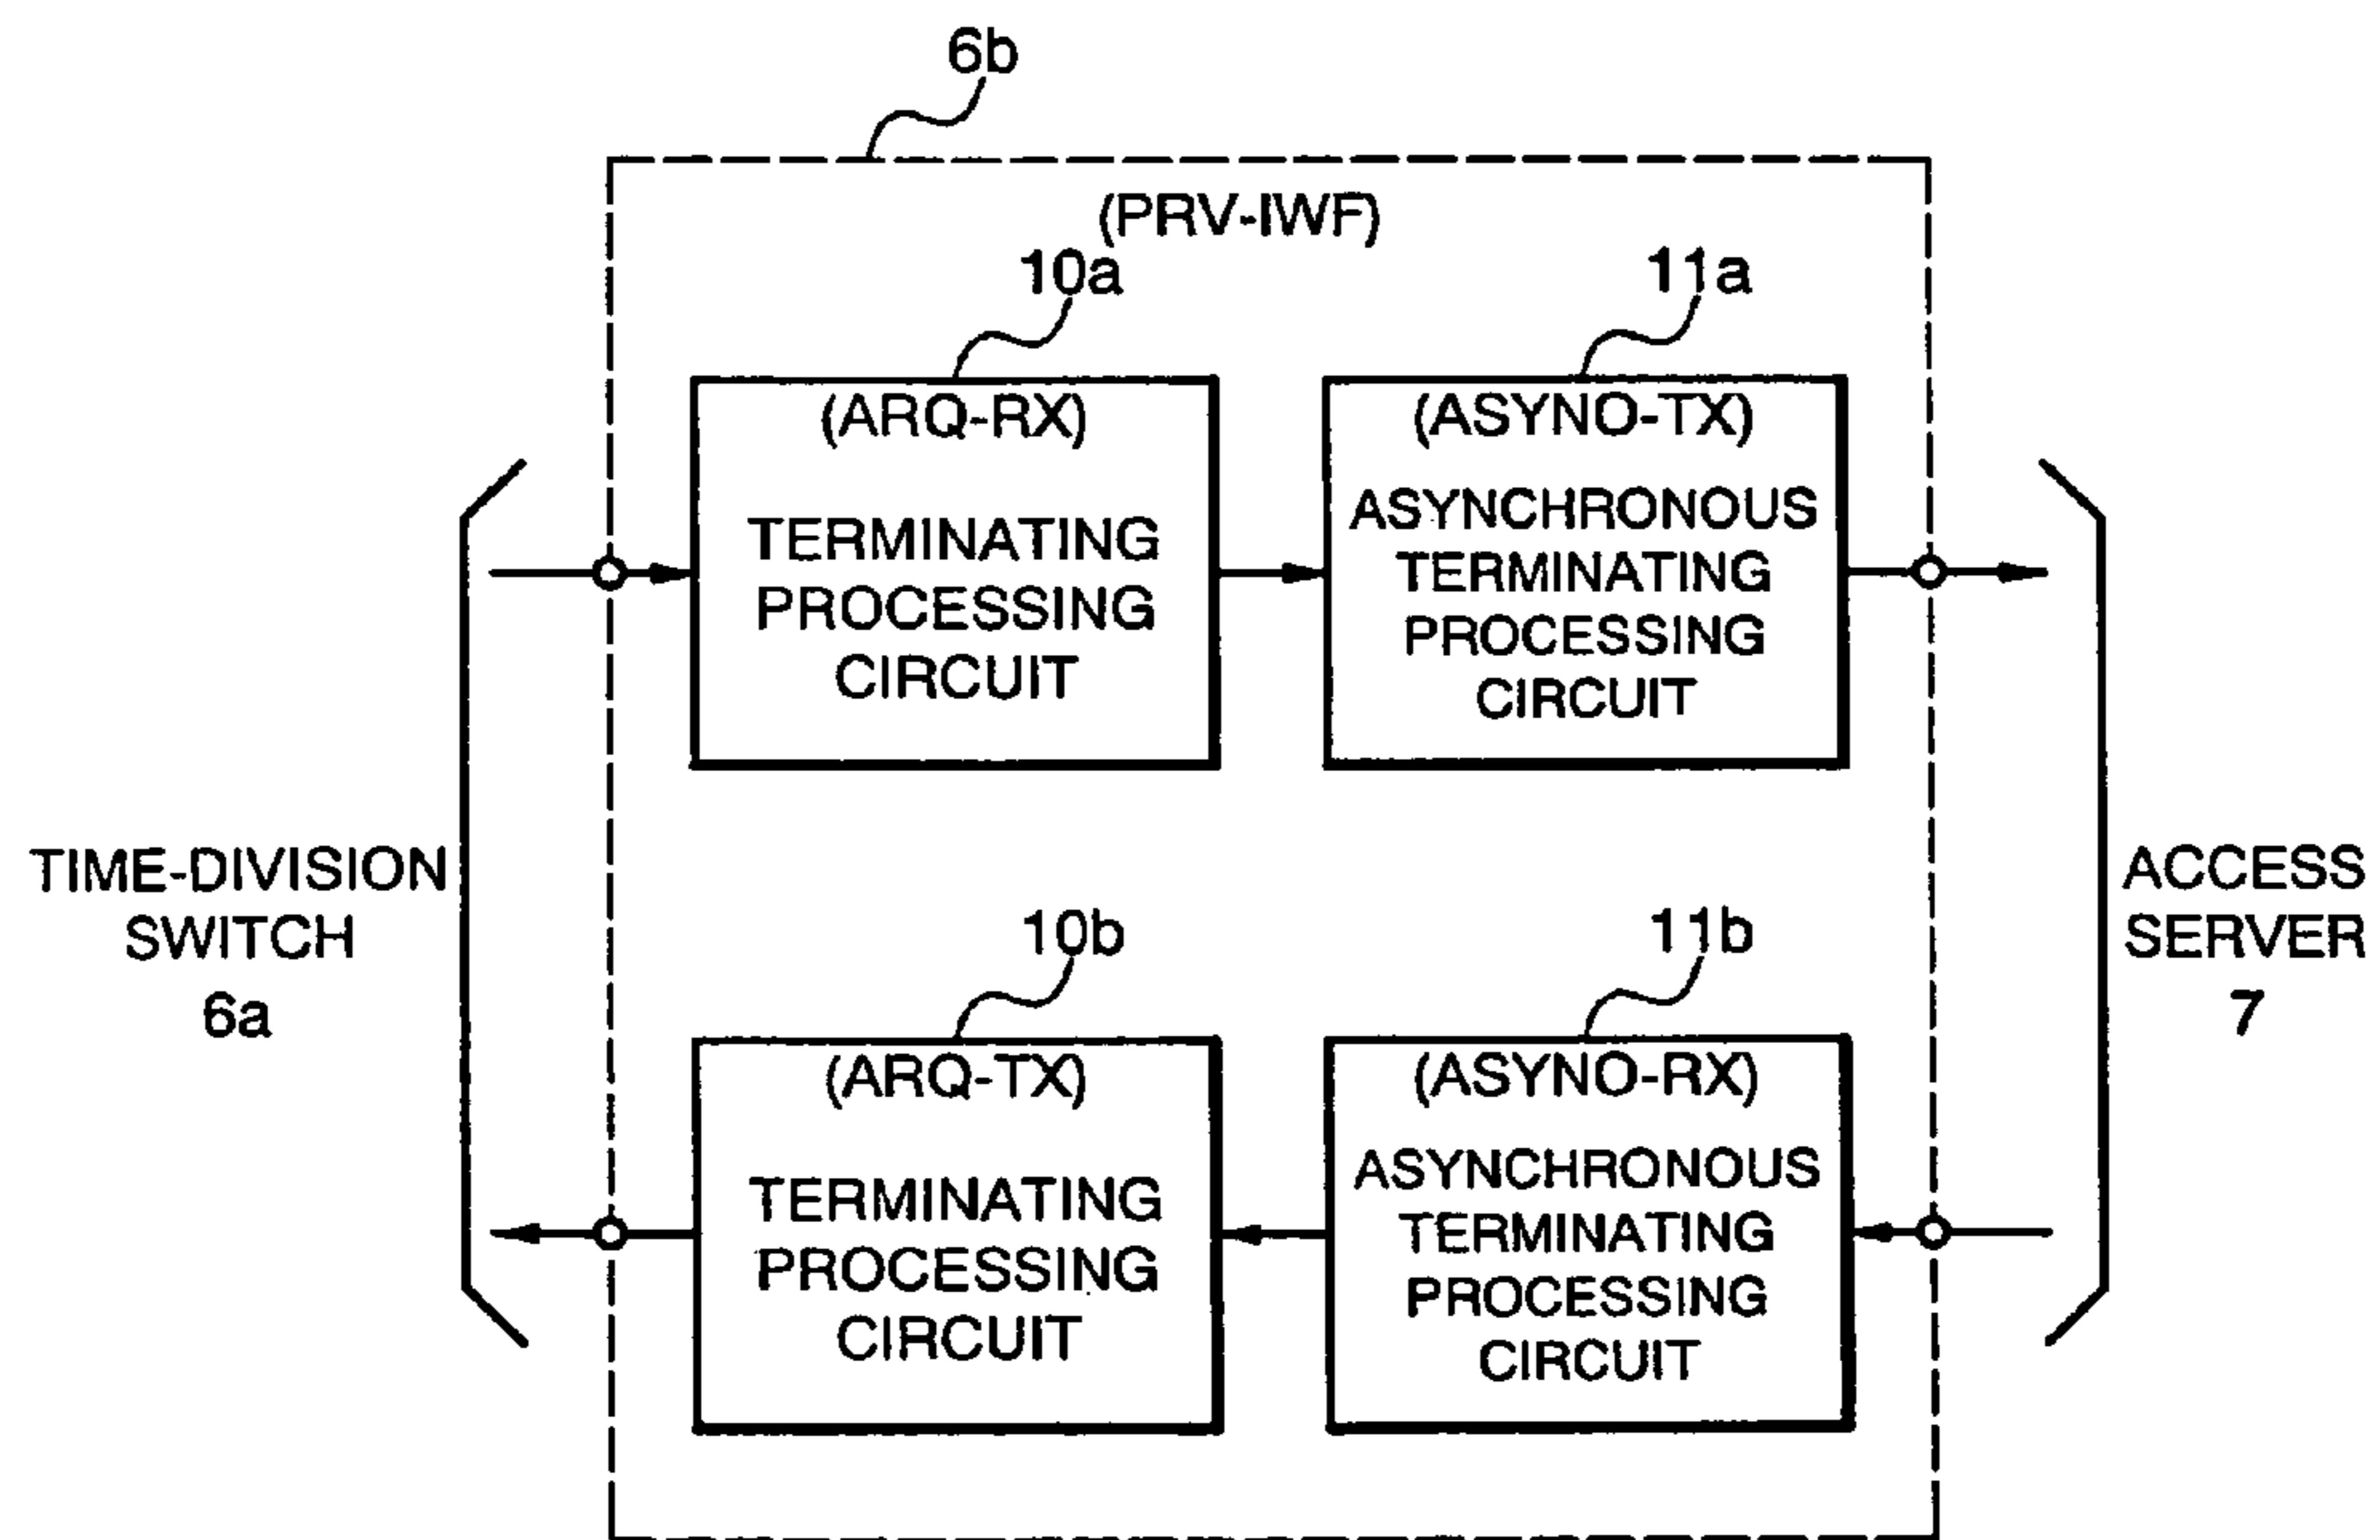 6b
(PRV-IWF)
10a
11a
(ARQ-RX)
TERMINATING
PROCESSING
CIRCUIT
(ASYNO-TX)
ASYNCHRONOUS
TERMINATING
PROCESSING
CIRCUIT
TIME-DIVISION
SWITCH
6a
ACCESS
SERVER
7
10b
11b
(ARQ-TX)
TERMINATING
PROCESSING
CIRCUIT
(ASYNO-RX)
ASYNCHRONOUS
TERMINATING
PROCESSING
CIRCUIT